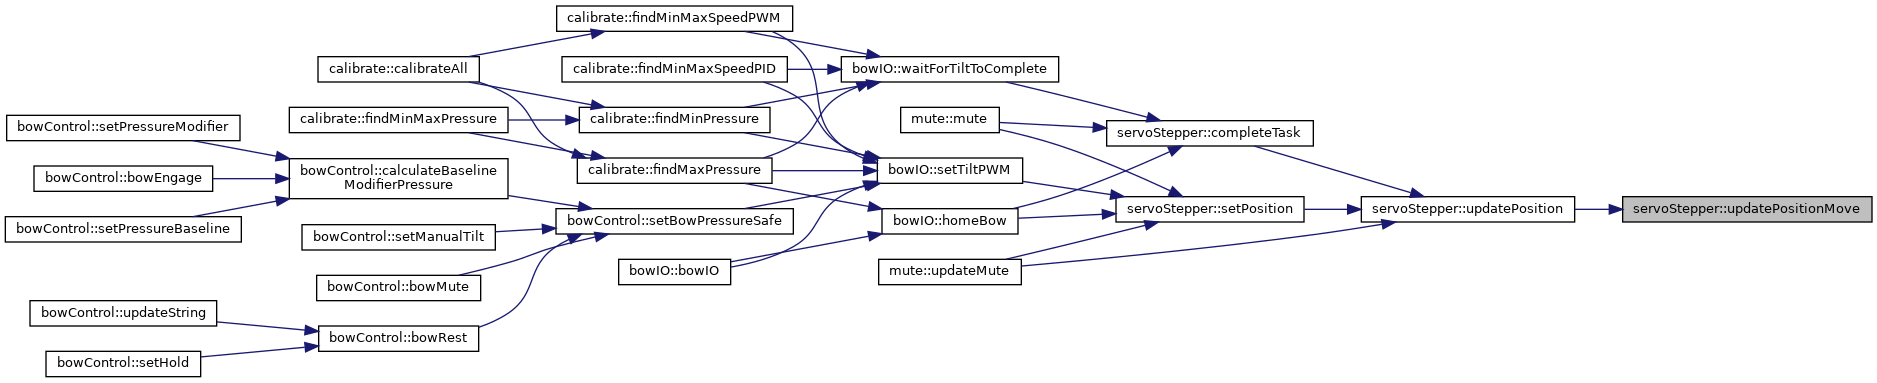 calibrate::findMinMaxSpeedPWM
calibrate::calibrateAll
calibrate::findMinMaxSpeedPID
bowIO::waitForTiltToComplete
bowControl::setPressureModifier
calibrate::findMinMaxPressure
calibrate::findMinPressure
mute::mute
servoStepper::completeTask
bowControl::bowEngage
bowControl::calculateBaseline
ModifierPressure
calibrate::findMaxPressure
bowIO::setTiltPWM
bowControl::setPressureBaseline
bowControl::setManualTilt
bowControl::setBowPressureSafe
bowIO::homeBow
servoStepper::setPosition
servoStepper::updatePosition
servoStepper::updatePositionMove
bowControl::bowMute
bowIO::bowIO
mute::updateMute
bowControl::updateString
bowControl::bowRest
bowControl::setHold